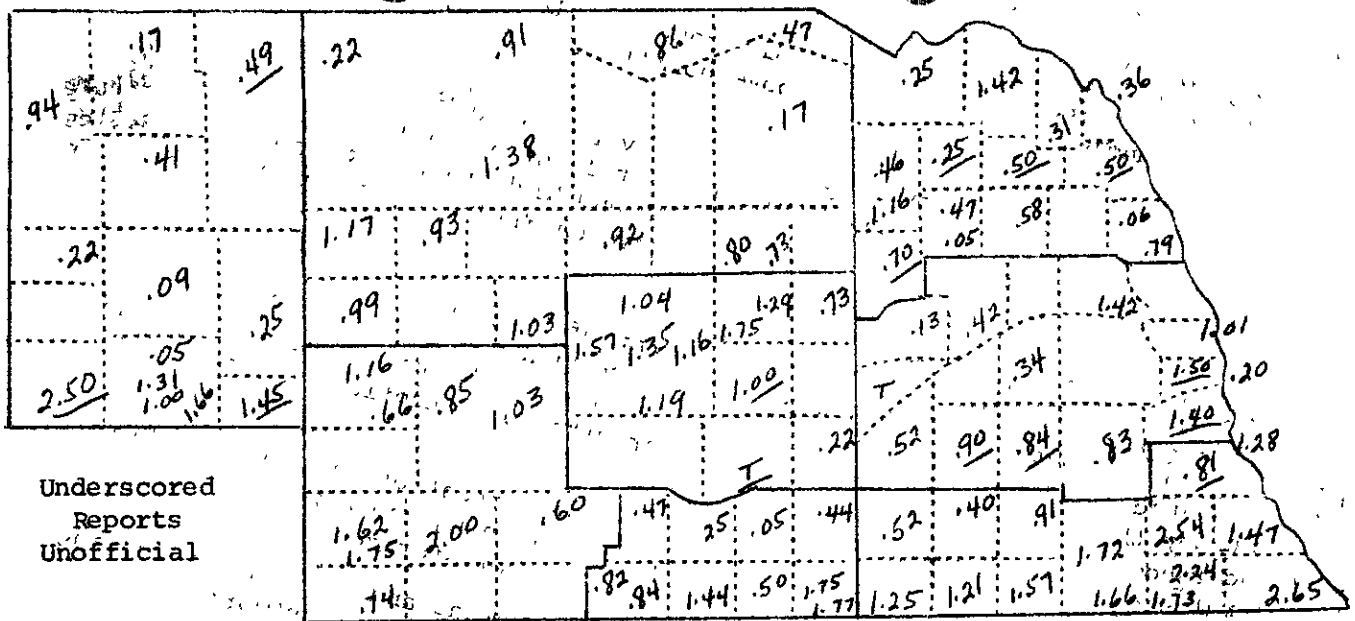 .17 .49 .22 .91 .86 .47
.25 1.42 .36
.94 .17 .31
.41 1.38 .46 .25 .50 .50
1.16 .47 .58 .06
1.17 .93 .92 .80 .73 .70 .05 .79
.22 .09 .99 1.04 1.29 .73
.25 1.03 .13 .42 1.42 1.01
1.57 1.35 1.16 1.75
.05 1.16 .34
2.50 1.31 1.45 .66 .85 1.03 1.19 1.00 T 1.50 .20
1.00 1.66 1.40
.22 .52 .90 .84 .83 1.28
T .81
Underscored
Reports
Unofficial
1.62 2.00 .60 .47 .25 .05 .44 .52 .40 .91
1.75 1.72 2.54 1.47
.82 .84 1.44 .50 1.75 1.25 1.21 1.57 2.24
1.77 1.66 1.73 2.65